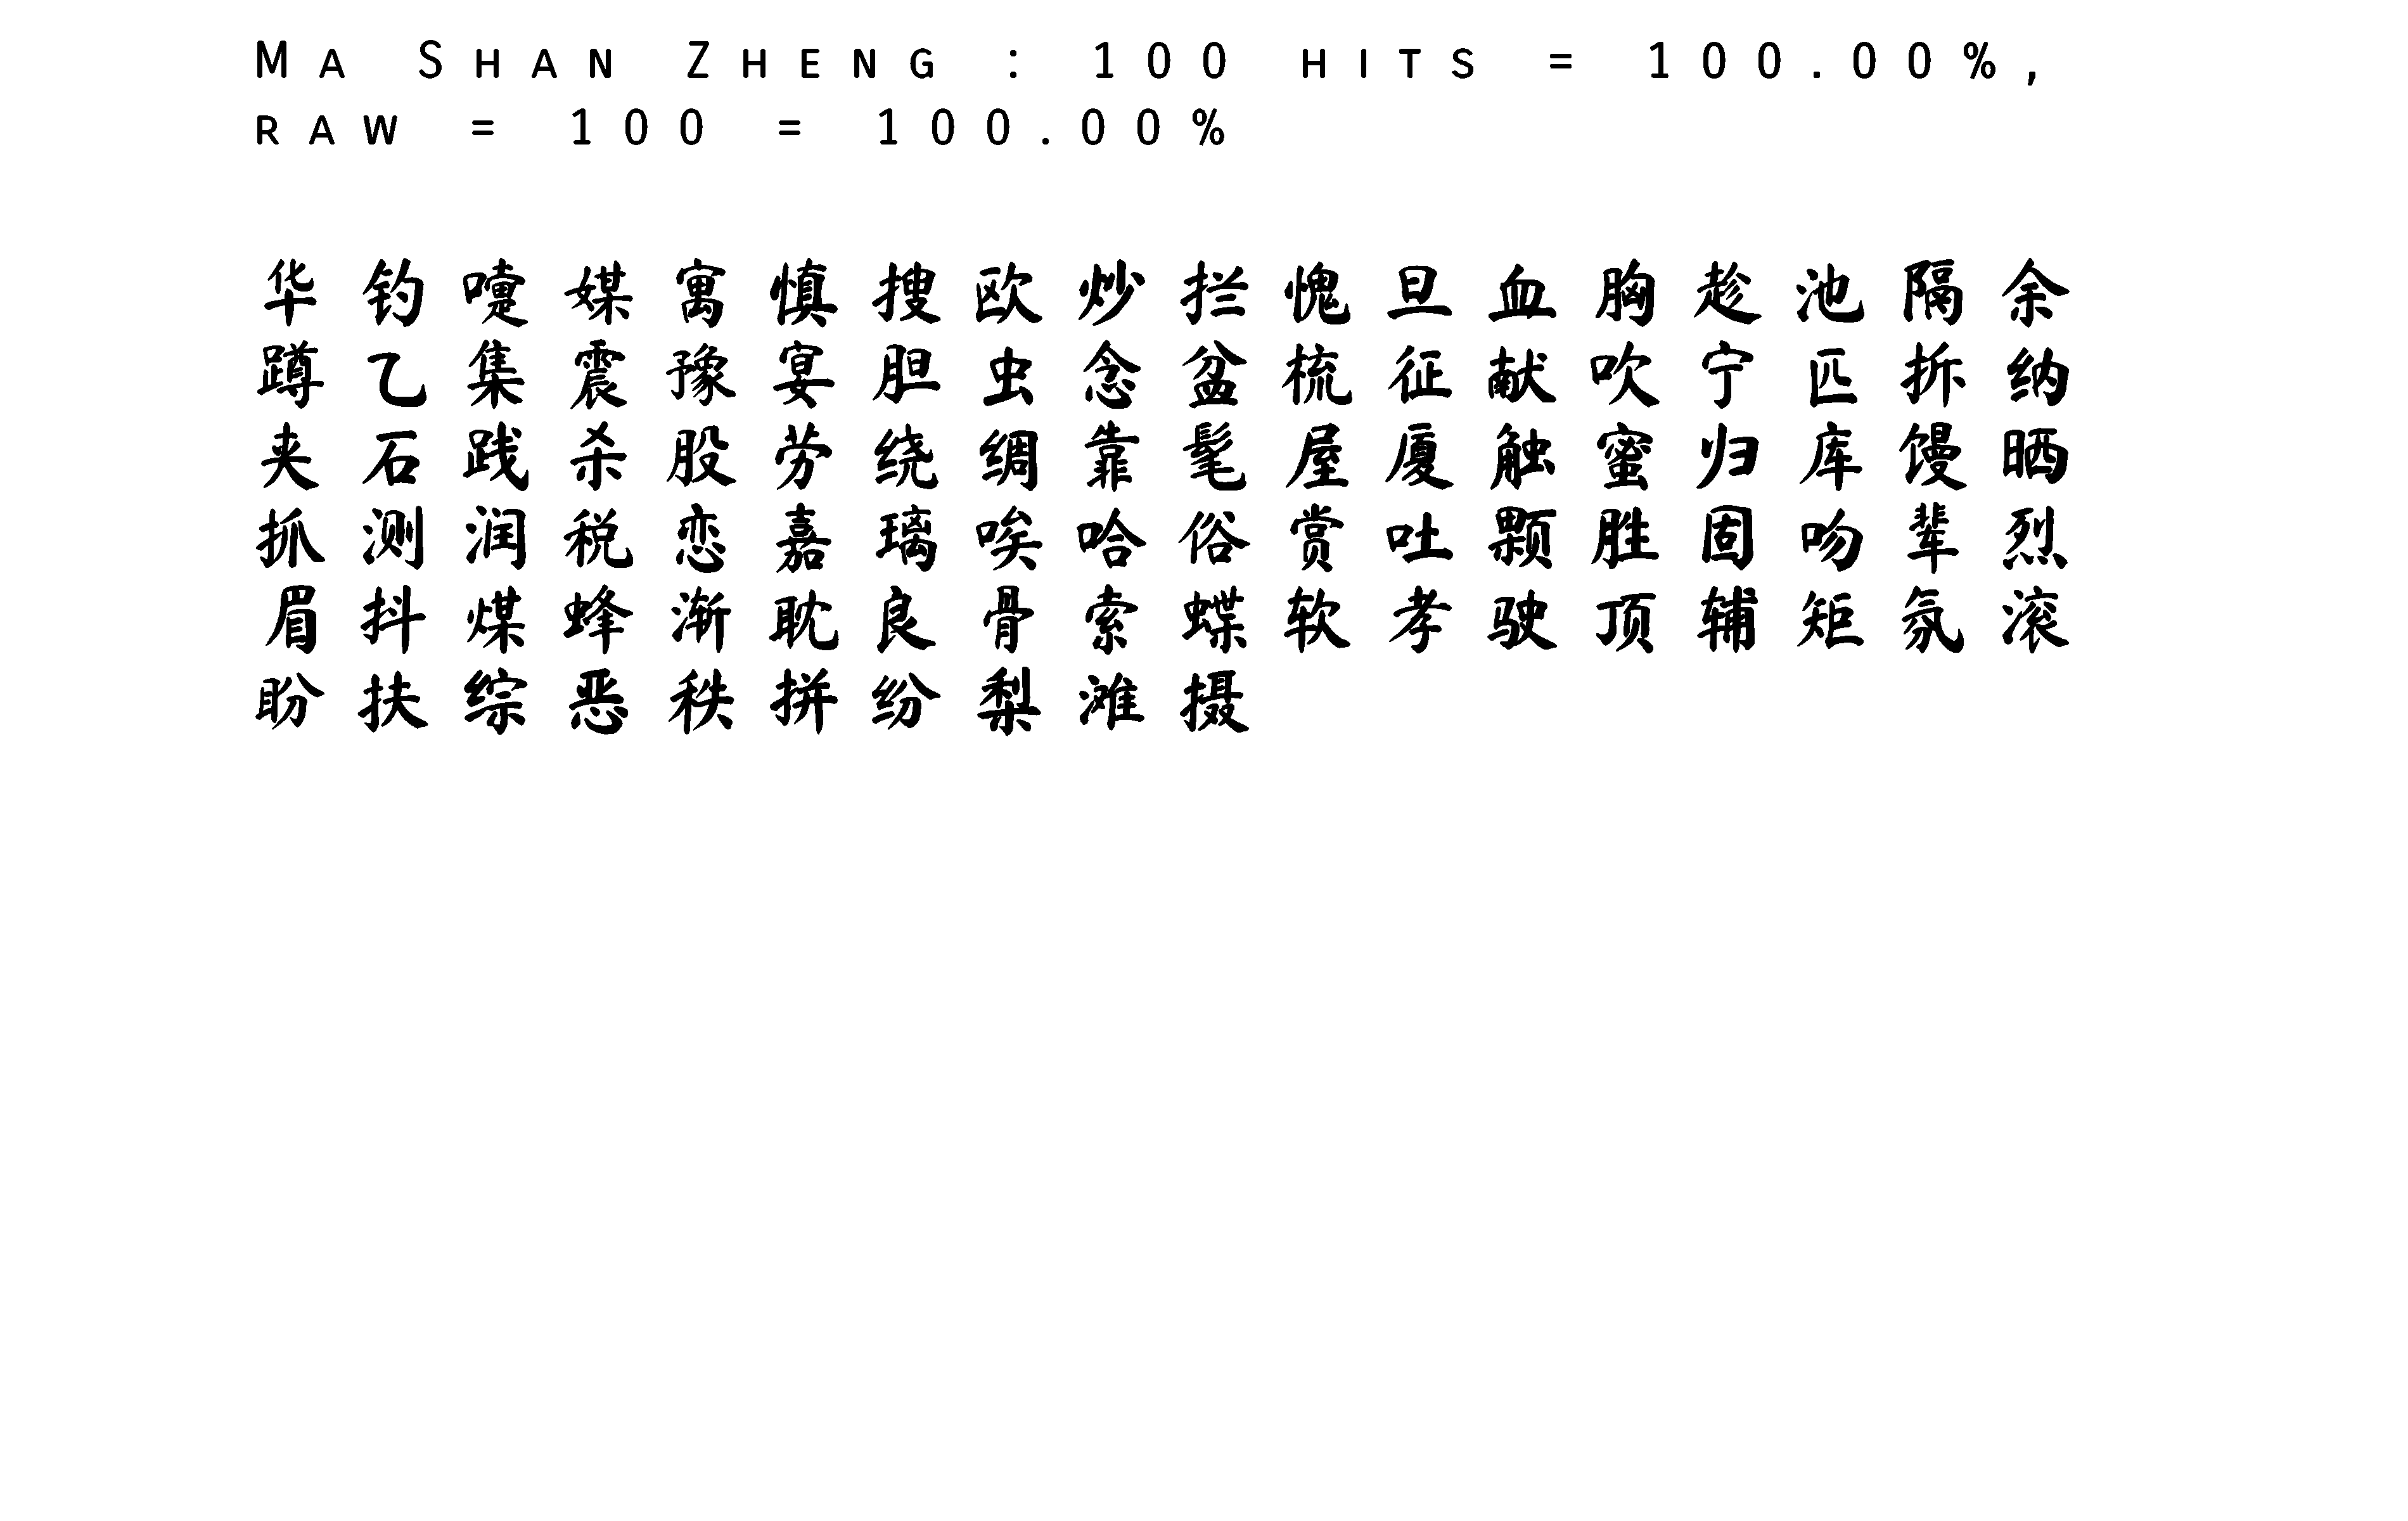 Ma Shan Zheng : 100 hits = 100.00%,
raw = 100 = 100.00%
华钓嚏媒寓慎搜欧炒拦愧旦血胸趁池隔余
蹲乙集震豫宴胆虫念盆梳征献吹宁匹拆纳
夹石践杀股劳绕绸靠髦屋厦触蜜归库馒晒
抓测润税恋嘉璃唉哈俗赏吐颗胜固吻辈烈
眉抖煤蜂渐耽良骨索蝶软孝驶顶辅矩氛滚
盼扶综恶秩拼纷梨滩摄